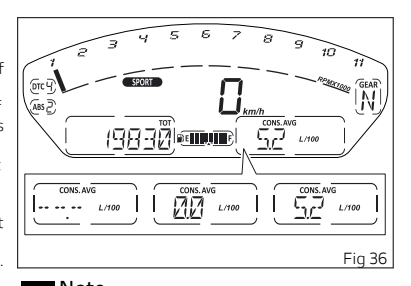 1 2 3 4 5 6 7 8 9 10 11
RPMX1000
DTC 4
SPORT
GEAR
N
ABS 2
0
km/h
TOT
19830
E F
CONS. AVG
5.2 L/100
CONS. AVG
-- -- . -- L/100
CONS. AVG
0.0 L/100
CONS. AVG
5.2 L/100
Fig 36
Note